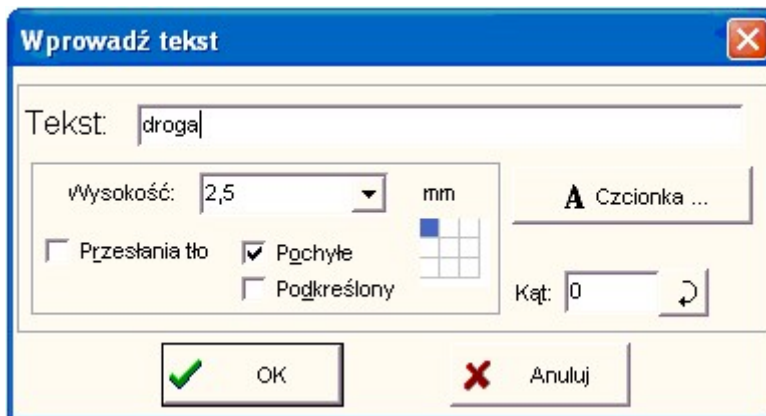 Wprowadź tekst
Tekst: droga
Wysokość: 2,5 mm
A Czcionka ...
Przesłania tło
Pochyłe
Podkreślony
Kąt: 0
OK
Anuluj